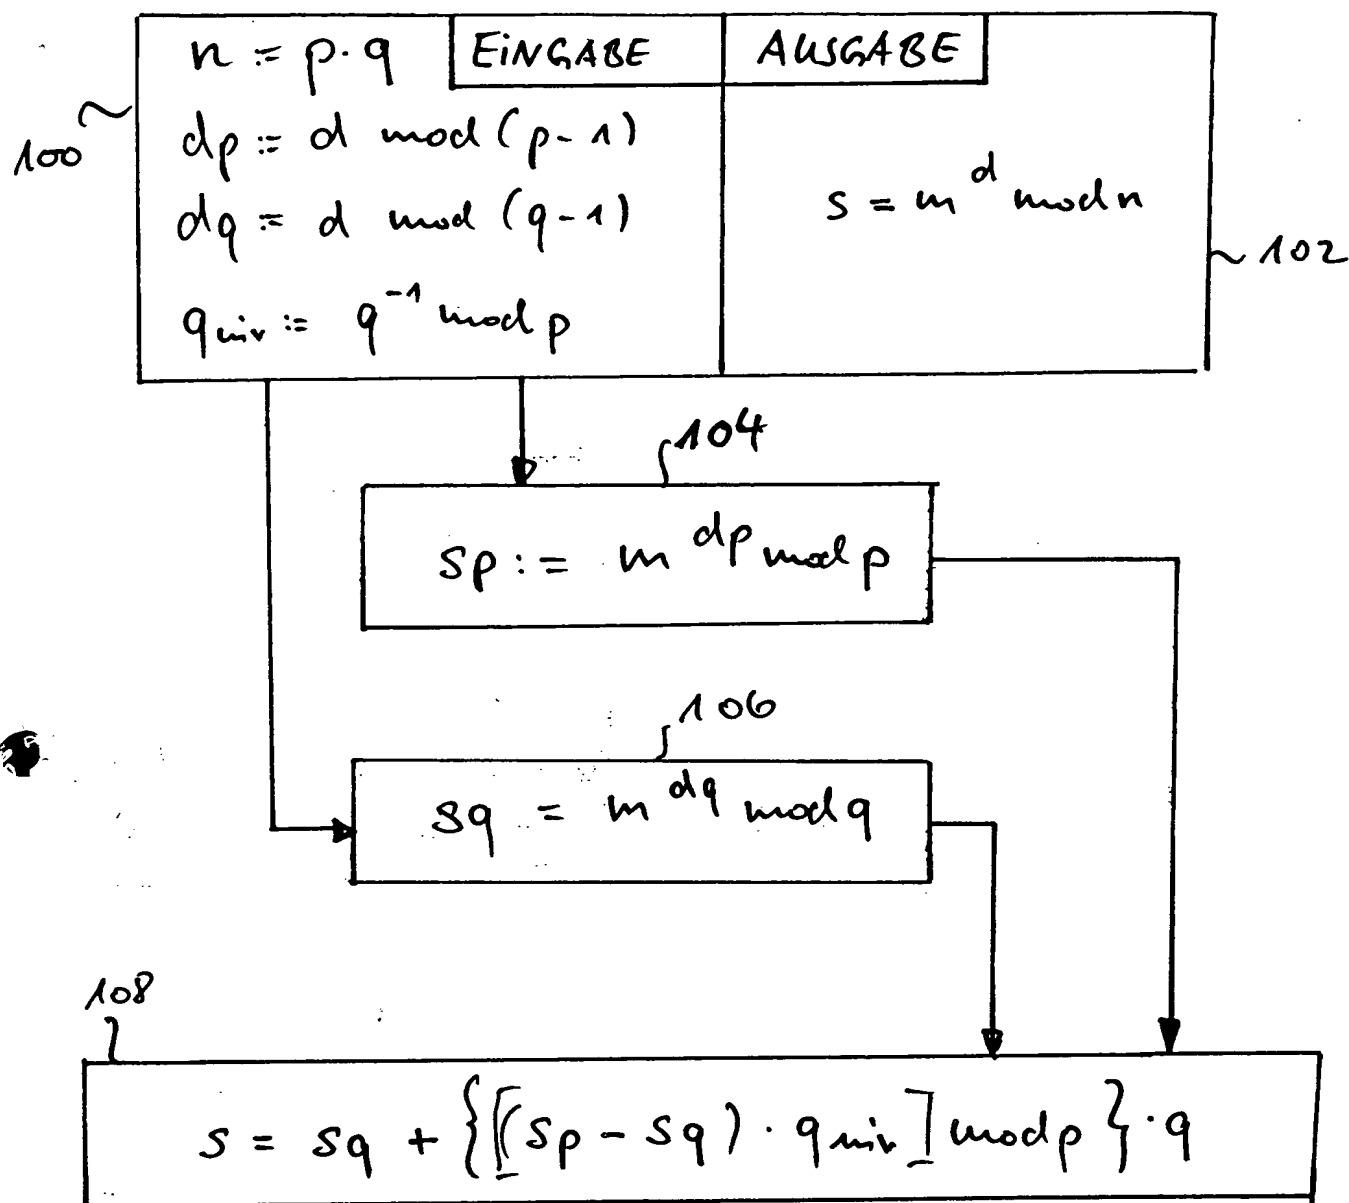 n := p·q EINGABE AUSGABE
100
dp := d mod (p-1)
dq := d mod (q-1)
s = m^d mod n
102
qinv := q^-1 mod p
104
sp := m^dp mod p
106
sq = m^dq mod q
108
s = sq + {[(sp - sq) · qinv] mod p} · q